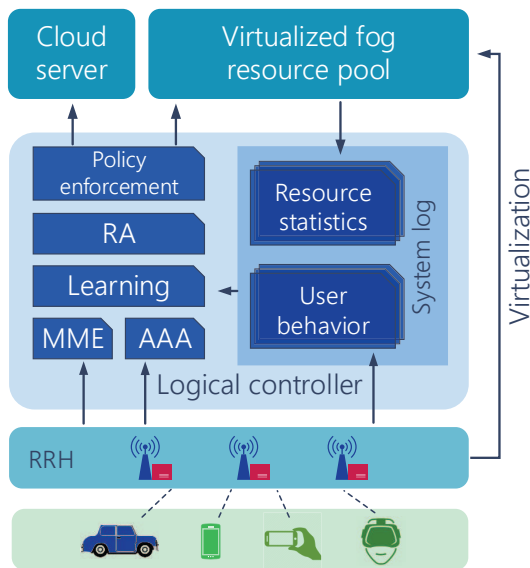 Cloud
server
Virtualized fog
resource pool
Policy
enforcement
RA
Learning
MME
AAA
Resource
statistics
User
behavior
System log
Logical controller
Virtualization
RRH